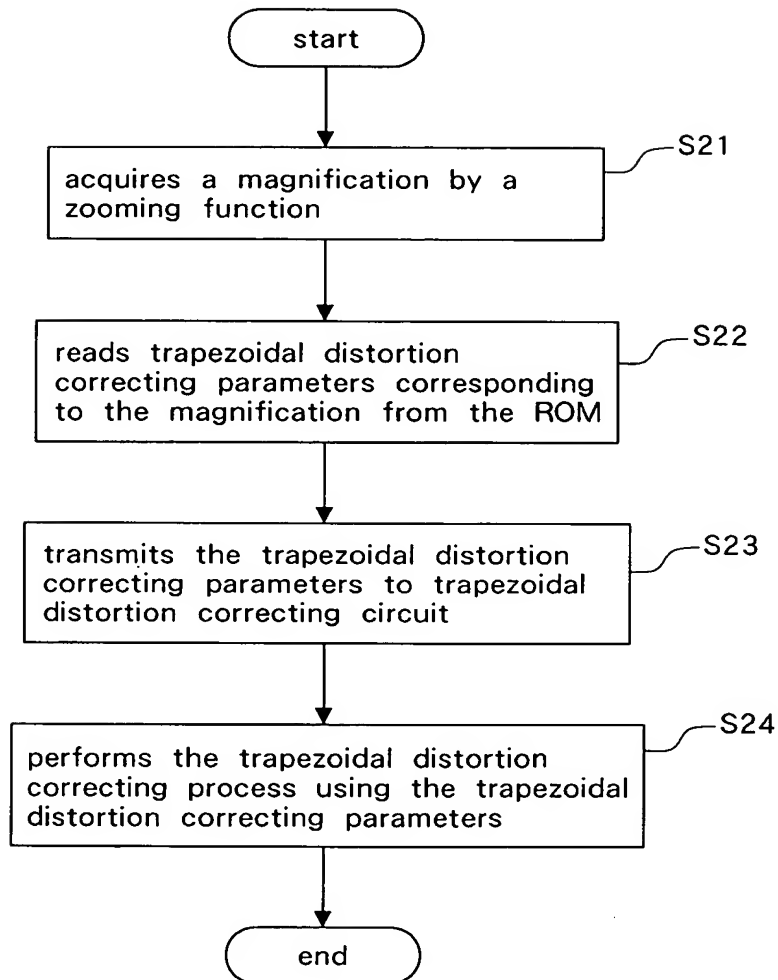 start
S21
acquires a magnification by a
zooming function
S22
reads trapezoidal distortion
correcting parameters corresponding
to the magnification from the ROM
S23
transmits the trapezoidal distortion
correcting parameters to trapezoidal
distortion correcting circuit
S24
performs the trapezoidal distortion
correcting process using the trapezoidal
distortion correcting parameters
end